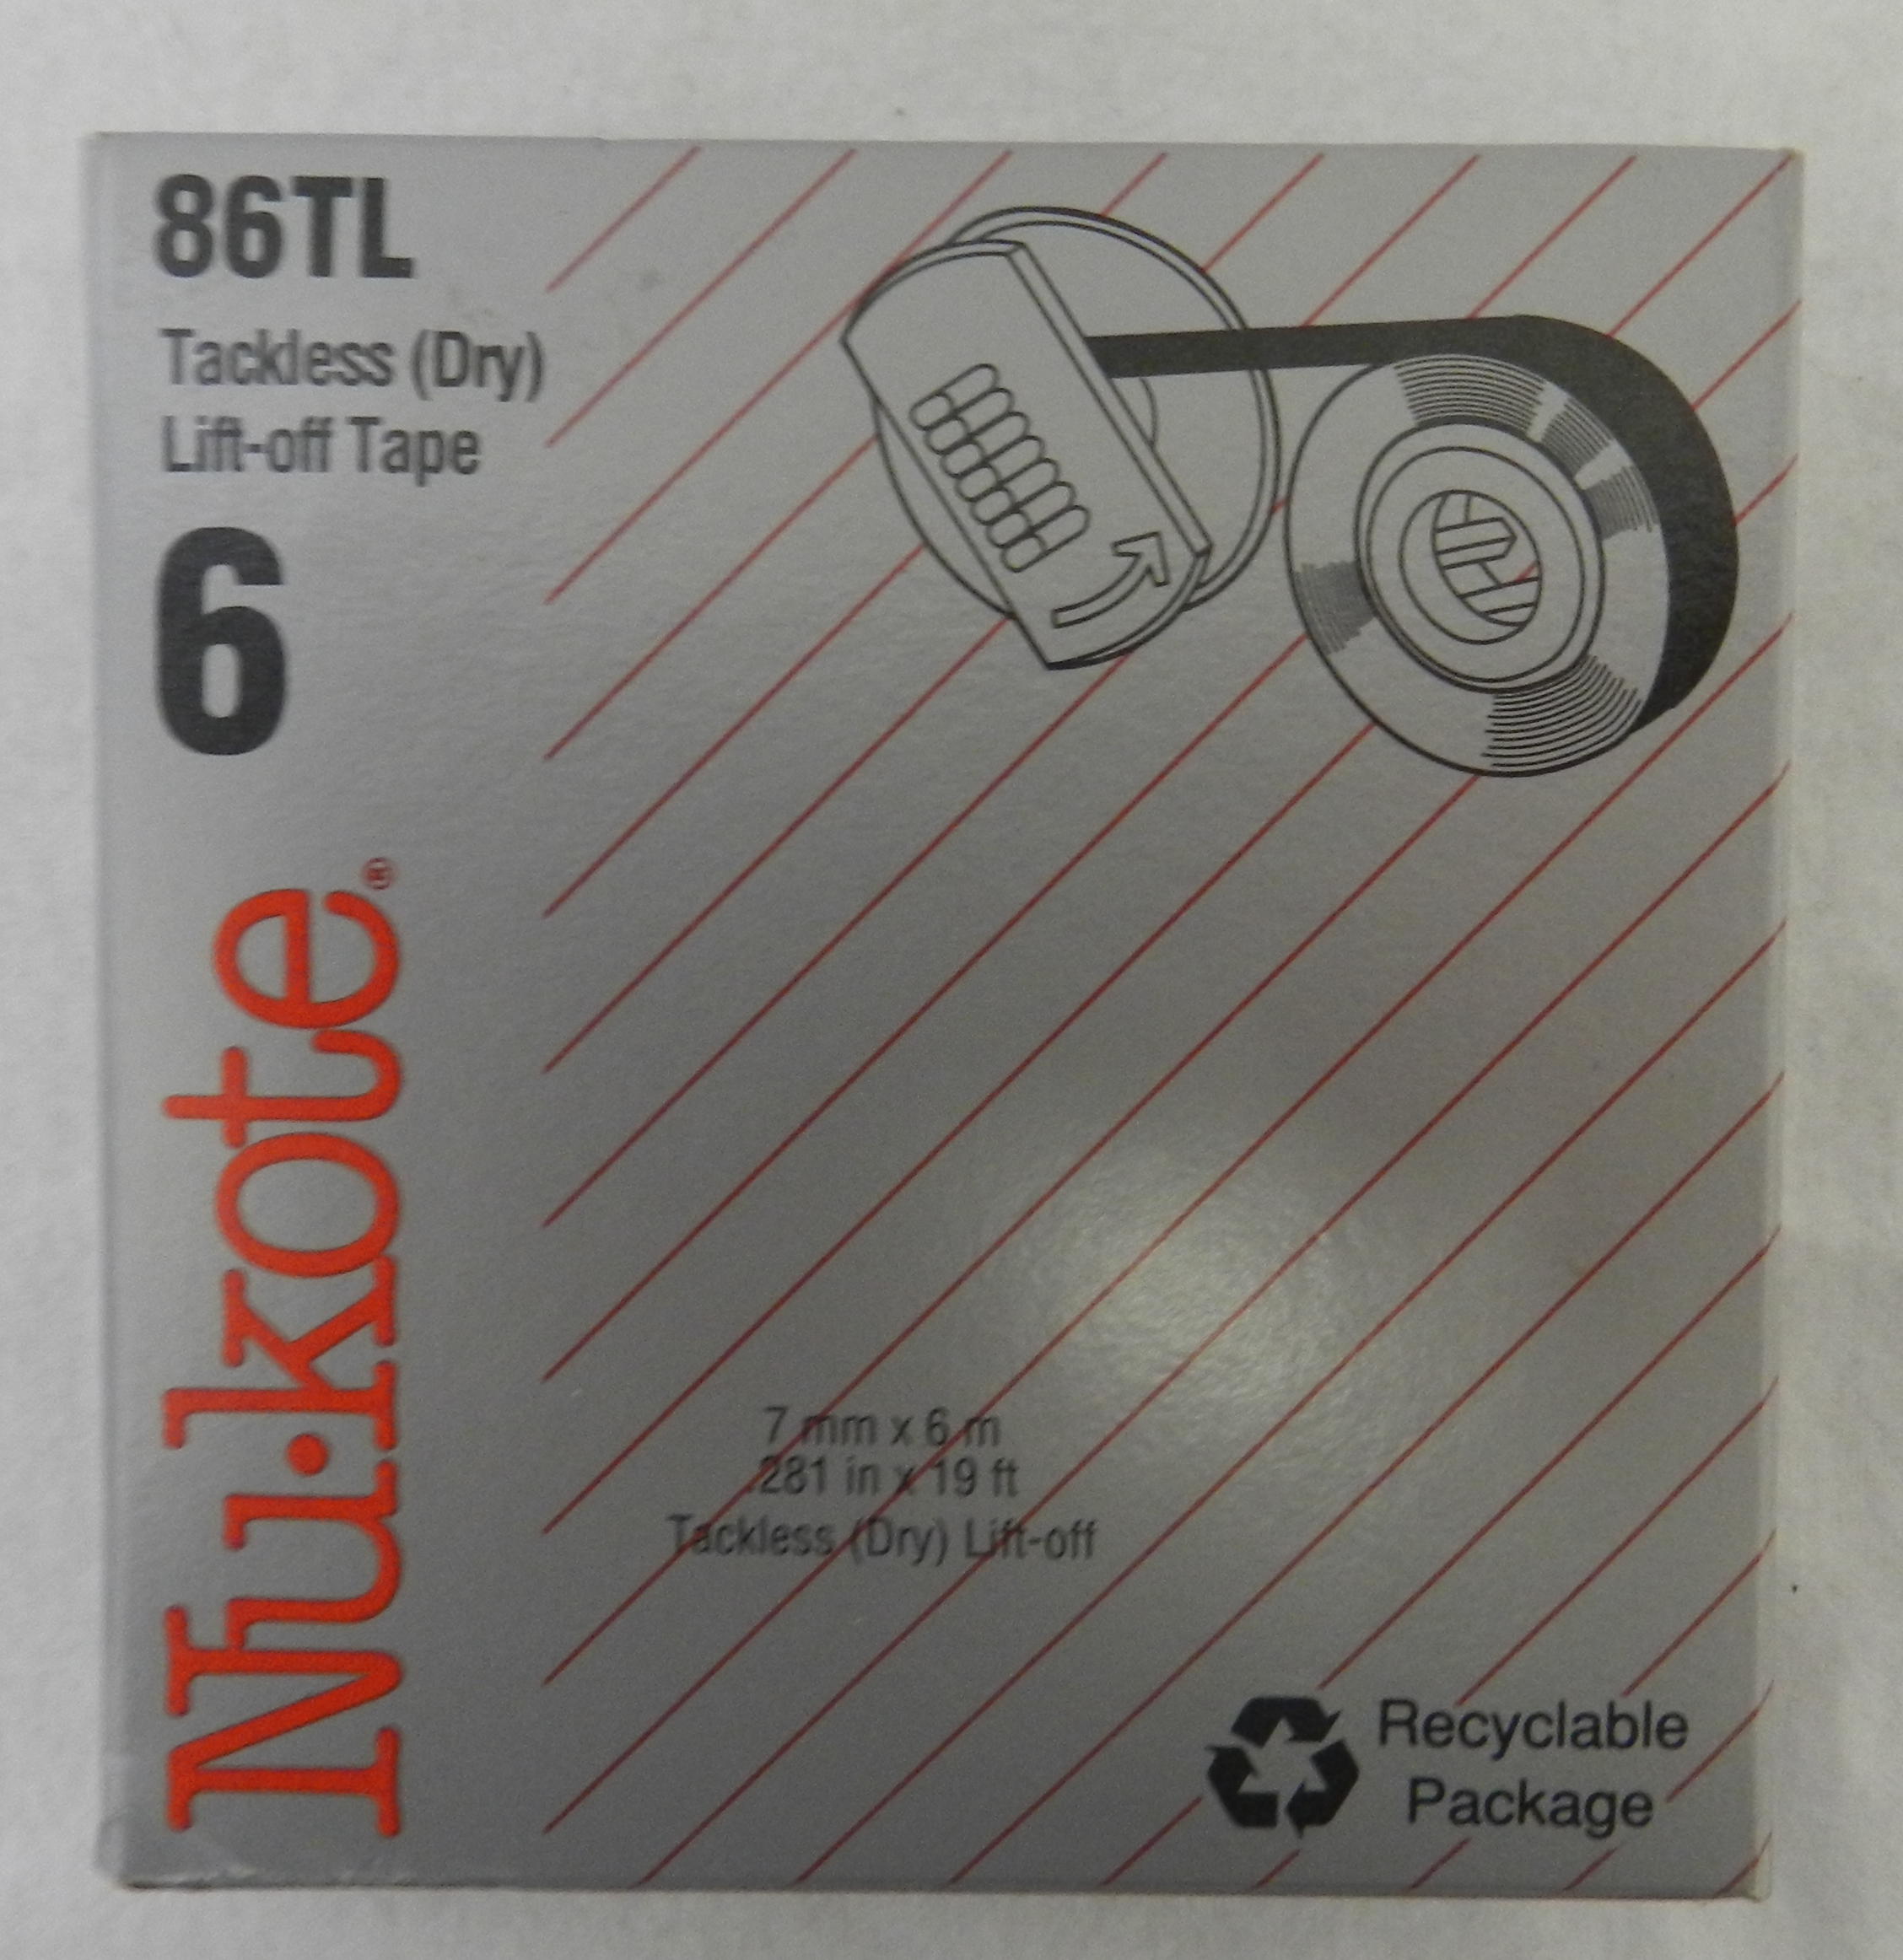 86TL
Tackless (Dry)
Lift-off Tape
6
Nu·kote®
7 mm x 6 m
.281 in x 19 ft
Tackless (Dry) Lift-off
Recyclable
Package